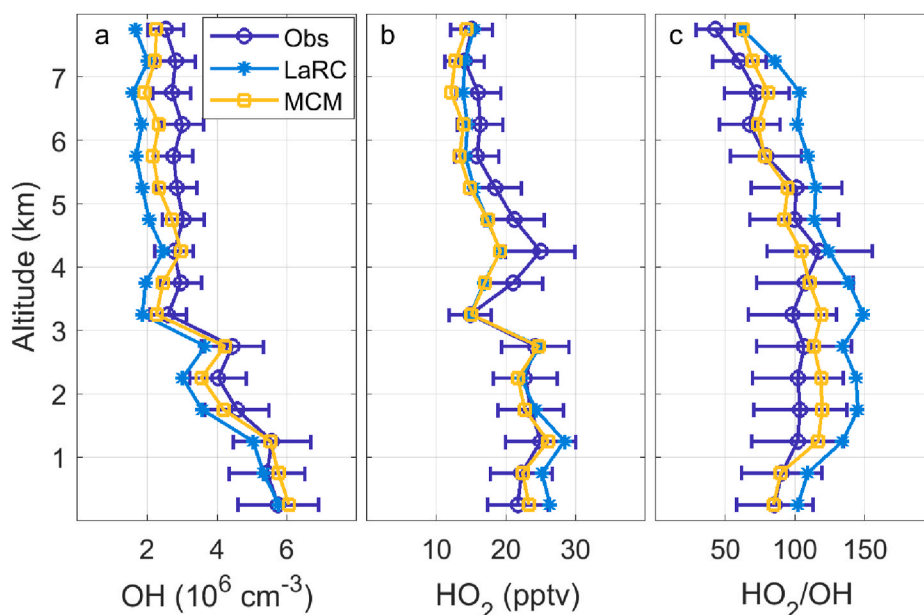 a
b
c
Obs
LaRC
MCM
Altitude (km)
7
6
5
4
3
2
1
2 4 6
10 20 30
50 100 150
OH (10⁶ cm⁻³)
HO₂ (pptv)
HO₂/OH